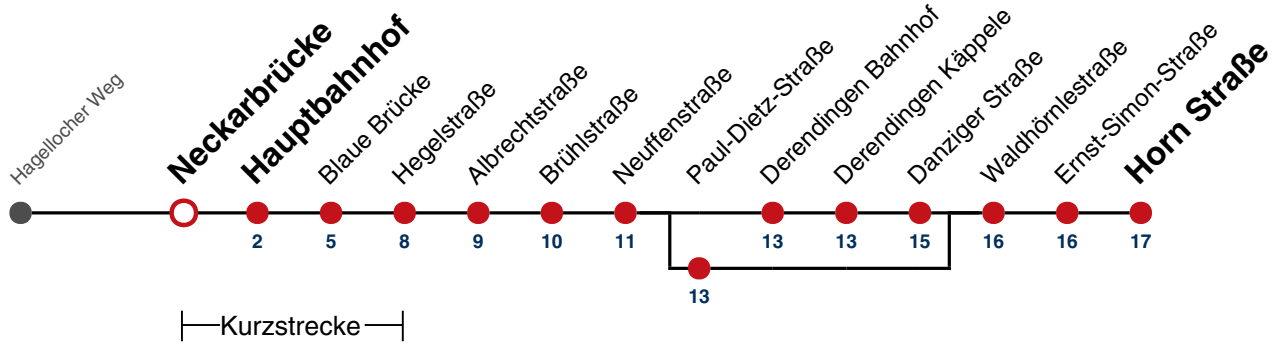 Hagellocher Weg
Neckarbrücke
Hauptbahnhof
Blaue Brücke
Hegelstraße
Albrechtstraße
Brühlstraße
Neuffenstraße
Paul-Dietz-Straße
Derendingen Bahnhof
Derendingen Käppele
Danziger Straße
Waldhörnlestraße
Ernst-Simon-Straße
Horn Straße
2 5 8 9 10 11 13 13 15 16 16 17
13
Kurzstrecke